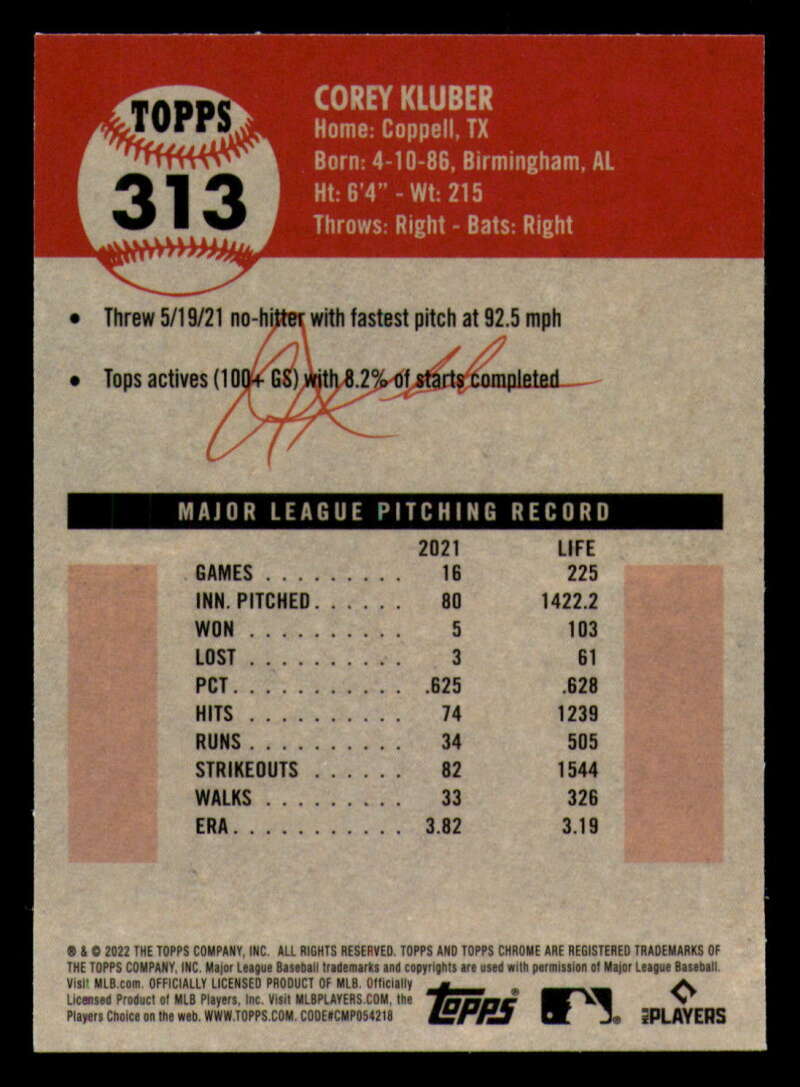 TOPPS
313
COREY KLUBER
Home: Coppell, TX
Born: 4-10-86, Birmingham, AL
Ht: 6'4" - Wt: 215
Throws: Right - Bats: Right
• Threw 5/19/21 no-hitter with fastest pitch at 92.5 mph
• Tops actives (100+ GS) with 8.2% of starts completed
MAJOR LEAGUE PITCHING RECORD
2021 LIFE
GAMES . . . . . . . . . 16 225
INN. PITCHED. . . . . . 80 1422.2
WON . . . . . . . . . . 5 103
LOST . . . . . . . . . . 3 61
PCT. . . . . . . . . . . .625 .628
HITS . . . . . . . . . . 74 1239
RUNS . . . . . . . . . . 34 505
STRIKEOUTS . . . . . . 82 1544
WALKS . . . . . . . . . 33 326
ERA. . . . . . . . . . . 3.82 3.19
® & © 2022 THE TOPPS COMPANY, INC. ALL RIGHTS RESERVED. TOPPS AND TOPPS CHROME ARE REGISTERED TRADEMARKS OF
THE TOPPS COMPANY, INC. Major League Baseball trademarks and copyrights are used with permission of Major League Baseball.
Visit MLB.com. OFFICIALLY LICENSED PRODUCT OF MLB. Officially
Licensed Product of MLB Players, Inc. Visit MLBPLAYERS.COM, the
Players Choice on the web. WWW.TOPPS.COM. CODE#CMP054218
TOPPS
MLB PLAYERS